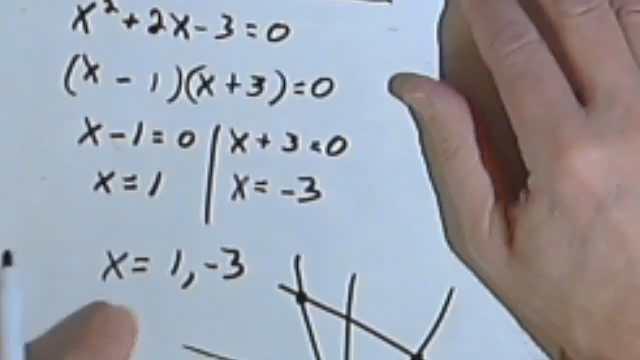 x² + 2x - 3 = 0
(x - 1)(x + 3) = 0
x - 1 = 0 | x + 3 = 0
x = 1 | x = -3
x = 1, -3